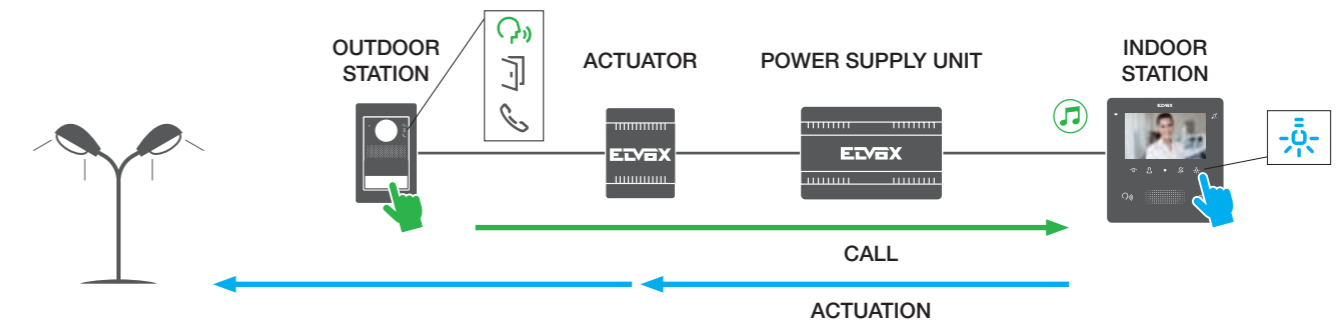 OUTDOOR
STATION
ACTUATOR
POWER SUPPLY UNIT
INDOOR
STATION
ELVOX
ELVOX
ELVOX
CALL
ACTUATION